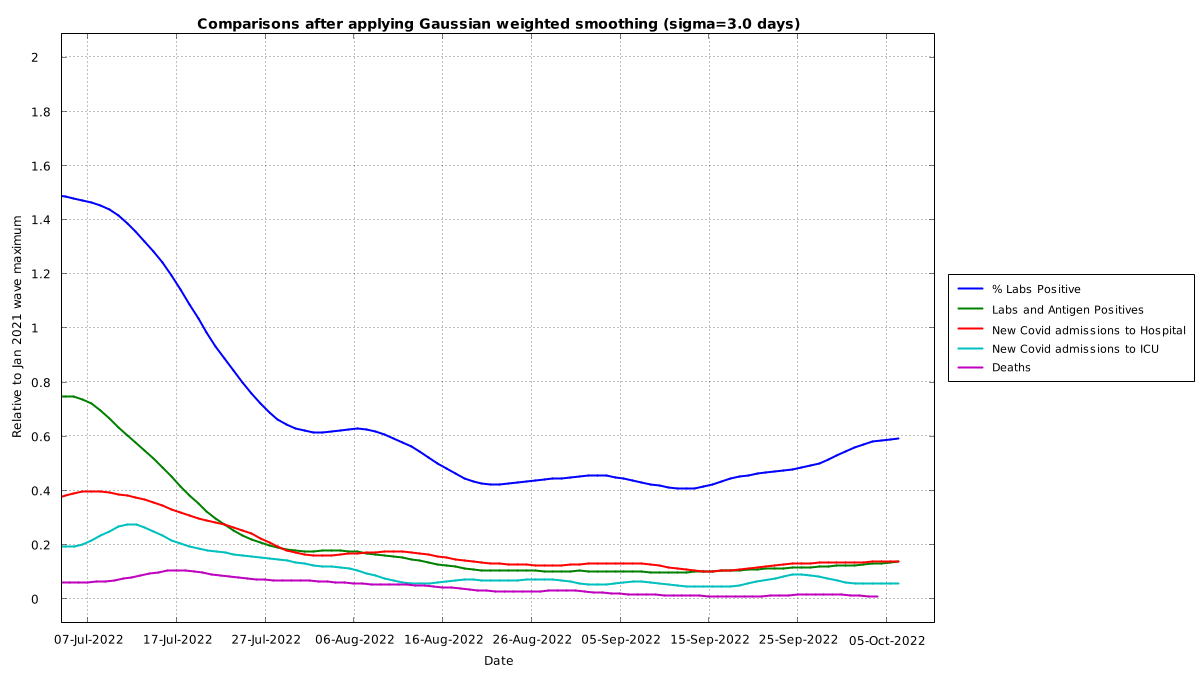 Comparisons after applying Gaussian weighted smoothing (sigma=3.0 days)
Relative to Jan 2021 wave maximum
2
1.8
1.6
1.4
1.2
1
0.8
0.6
0.4
0.2
0
07-Jul-2022 17-Jul-2022 27-Jul-2022 06-Aug-2022 16-Aug-2022 26-Aug-2022 05-Sep-2022 15-Sep-2022 25-Sep-2022 05-Oct-2022
Date
% Labs Positive
Labs and Antigen Positives
New Covid admissions to Hospital
New Covid admissions to ICU
Deaths